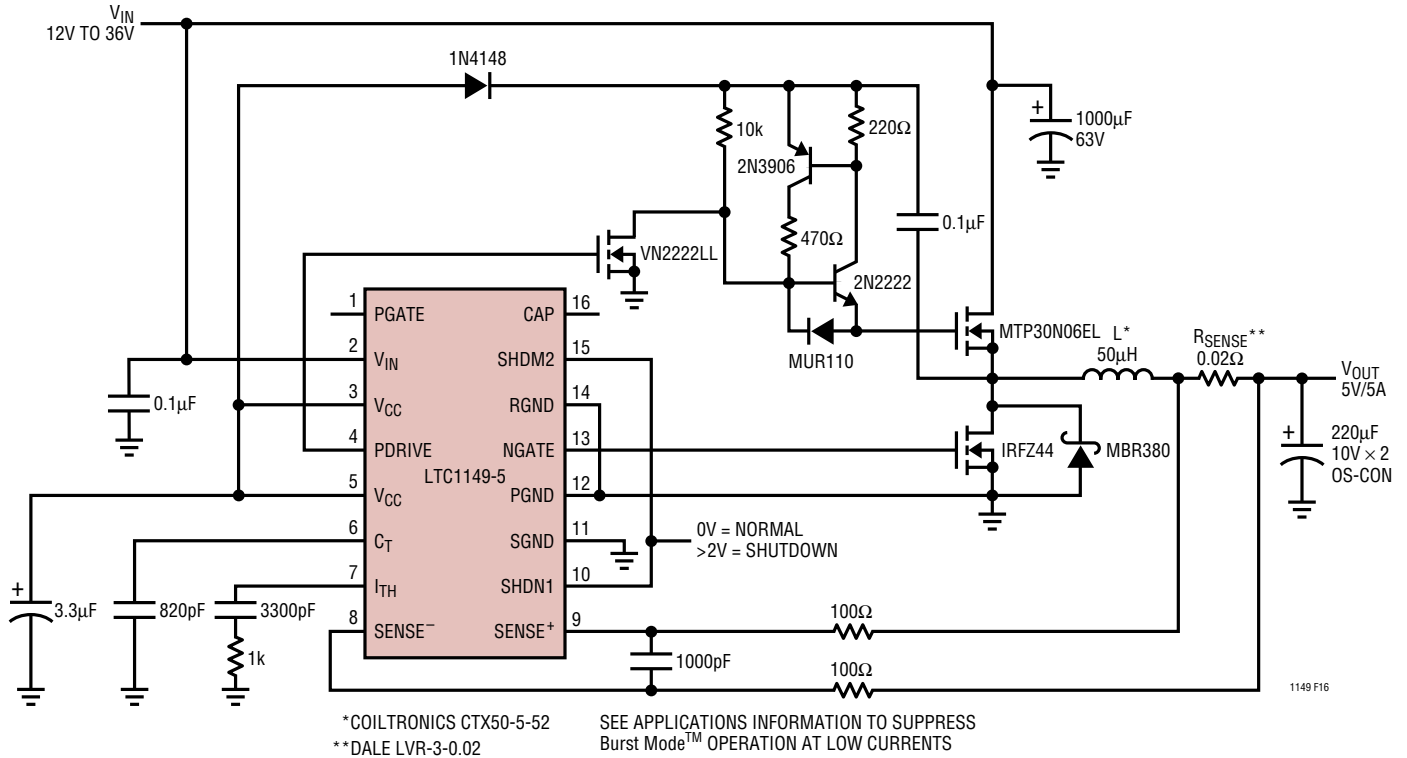 VIN
12V TO 36V
1N4148
10k
220Ω
2N3906
1000µF
63V
+
0.1µF
470Ω
VN2222LL
2N2222
MUR110
MTP30N06EL
L*
50µH
RSENSE**
0.02Ω
VOUT
5V/5A
1
PGATE
CAP
16
2
VIN
SHDM2
15
3
VCC
RGND
14
4
PDRIVE
NGATE
13
LTC1149-5
5
VCC
PGND
12
6
CT
SGND
11
7
ITH
SHDN1
10
8
SENSE–
SENSE+
9
0.1µF
IRFZ44
MBR380
+
220µF
10V × 2
OS-CON
0V = NORMAL
>2V = SHUTDOWN
+
3.3µF
820pF
3300pF
1k
100Ω
1000pF
100Ω
1149 F16
*COILTRONICS CTX50-5-52
**DALE LVR-3-0.02
SEE APPLICATIONS INFORMATION TO SUPPRESS
Burst Mode™ OPERATION AT LOW CURRENTS